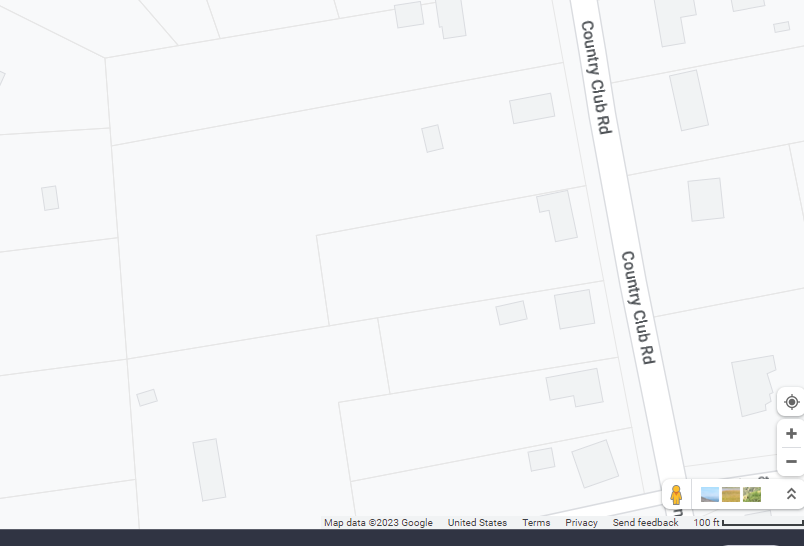 Country Club Rd
Country Club Rd
Map data ©2023 Google United States Terms Privacy Send feedback 100 ft